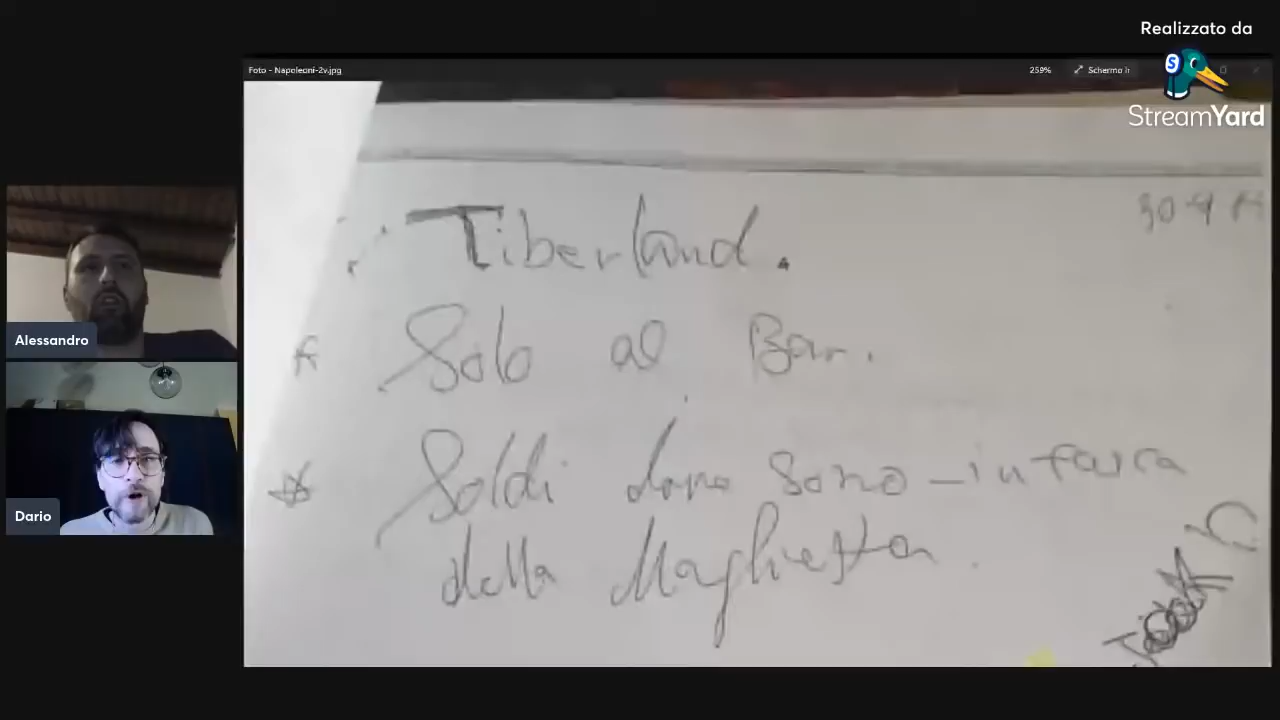 Realizzato da
StreamYard
Foto - Napoleoni-2v.jpg
259%
Schermo ir
Tiberland.
Solo al Bar.
Soldi dove sono - in tasca
della Maglietta.
Alessandro
Dario